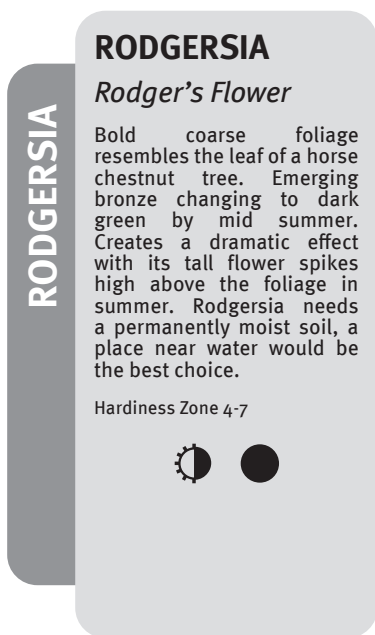 RODGERSIA
RODGERSIA
Rodger's Flower
Bold coarse foliage
resembles the leaf of a horse
chestnut tree. Emerging
bronze changing to dark
green by mid summer.
Creates a dramatic effect
with its tall flower spikes
high above the foliage in
summer. Rodgersia needs
a permanently moist soil, a
place near water would be
the best choice.
Hardiness Zone 4-7